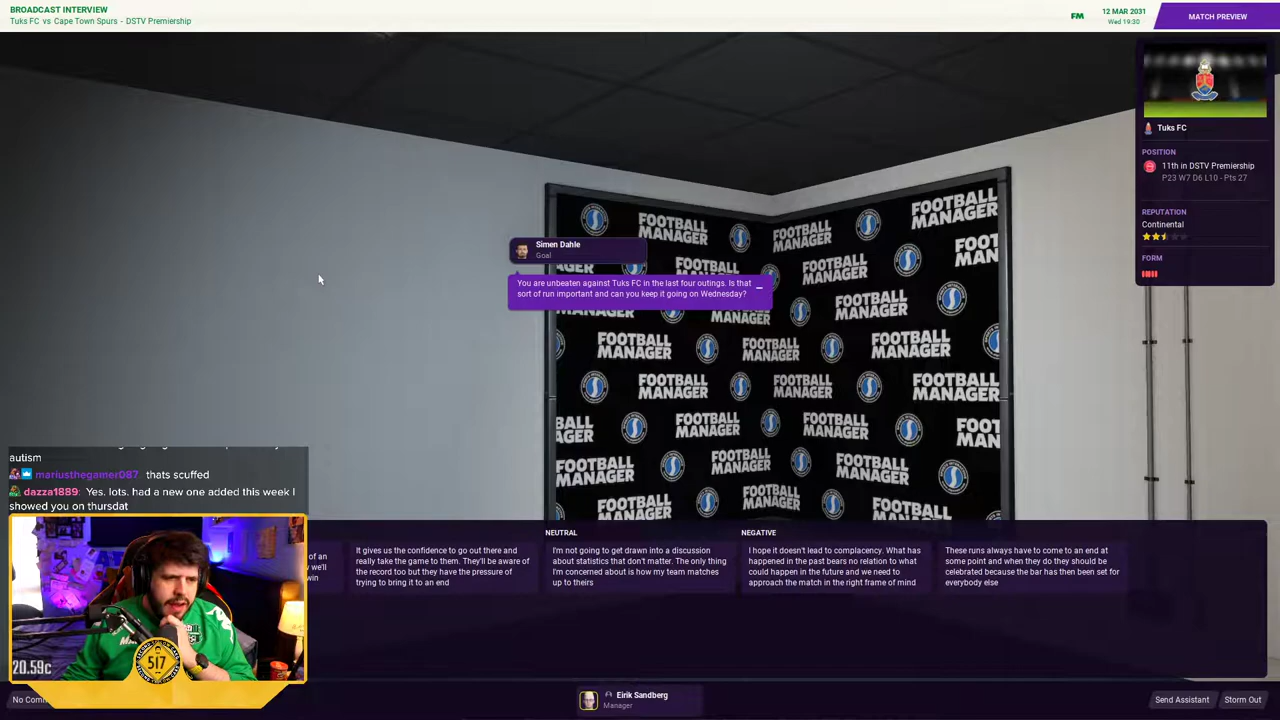 BROADCAST INTERVIEW
Tuks FC vs Cape Town Spurs - DSTV Premiership
FM
12 MAR 2031
Wed 19:30
MATCH PREVIEW
Tuks FC
POSITION
11th in DSTV Premiership
P23 W7 D6 L10 - Pts 27
REPUTATION
Continental
FORM
FOOTBALL
MANAGER
Simen Dahle
Goal
You are unbeaten against Tuks FC in the last four outings. Is that
sort of run important and can you keep it going on Wednesday?
autism
mariusthegamer087 thats scuffed
dazza1889: Yes. lots. had a new one added this week I
showed you on thursdat
NEUTRAL
NEGATIVE
of an
we'll
win
It gives us the confidence to go out there and
really take the game to them. They'll be aware of
the record too but they have the pressure of
trying to bring it to an end
I'm not going to get drawn into a discussion
about statistics that don't matter. The only thing
I'm concerned about is how my team matches
up to theirs
I hope it doesn't lead to complacency. What has
happened in the past bears no relation to what
could happen in the future and we need to
approach the match in the right frame of mind
These runs always have to come to an end at
some point and when they do they should be
celebrated because the bar has then been set for
everybody else
517
20.59c
No Com
Eirik Sandberg
Manager
Send Assistant
Storm Out